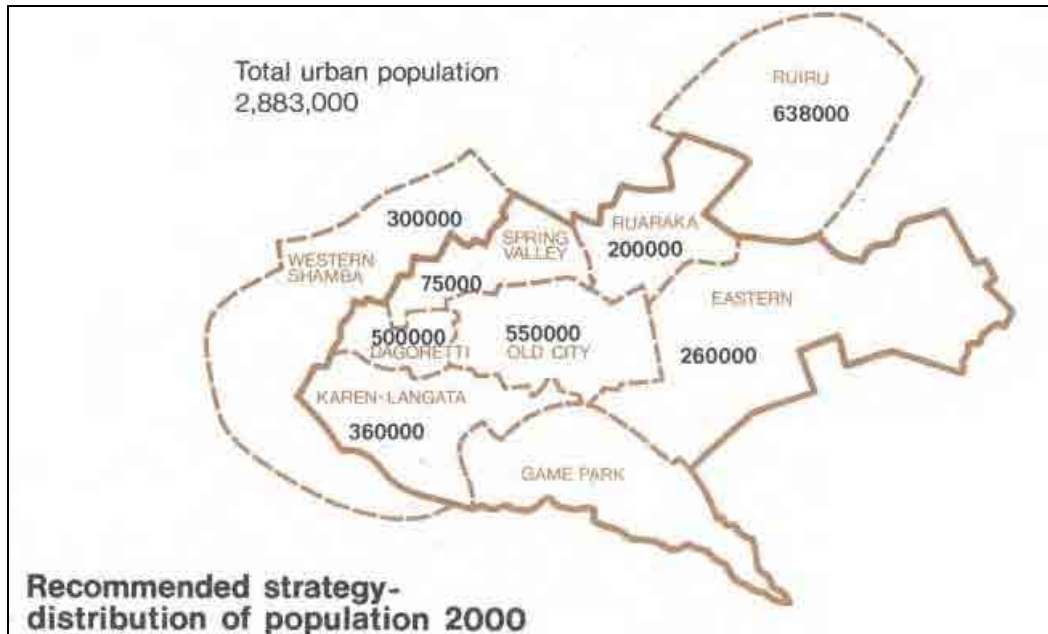 Total urban population
2,883,000
RUIRU
638000
300000
RUARAKA
200000
SPRING
VALLEY
WESTERN
SHAMBA
75000
EASTERN
500000
DAGORETTI
550000
OLD CITY
260000
KAREN-LANGATA
360000
GAME PARK
Recommended strategy-
distribution of population 2000